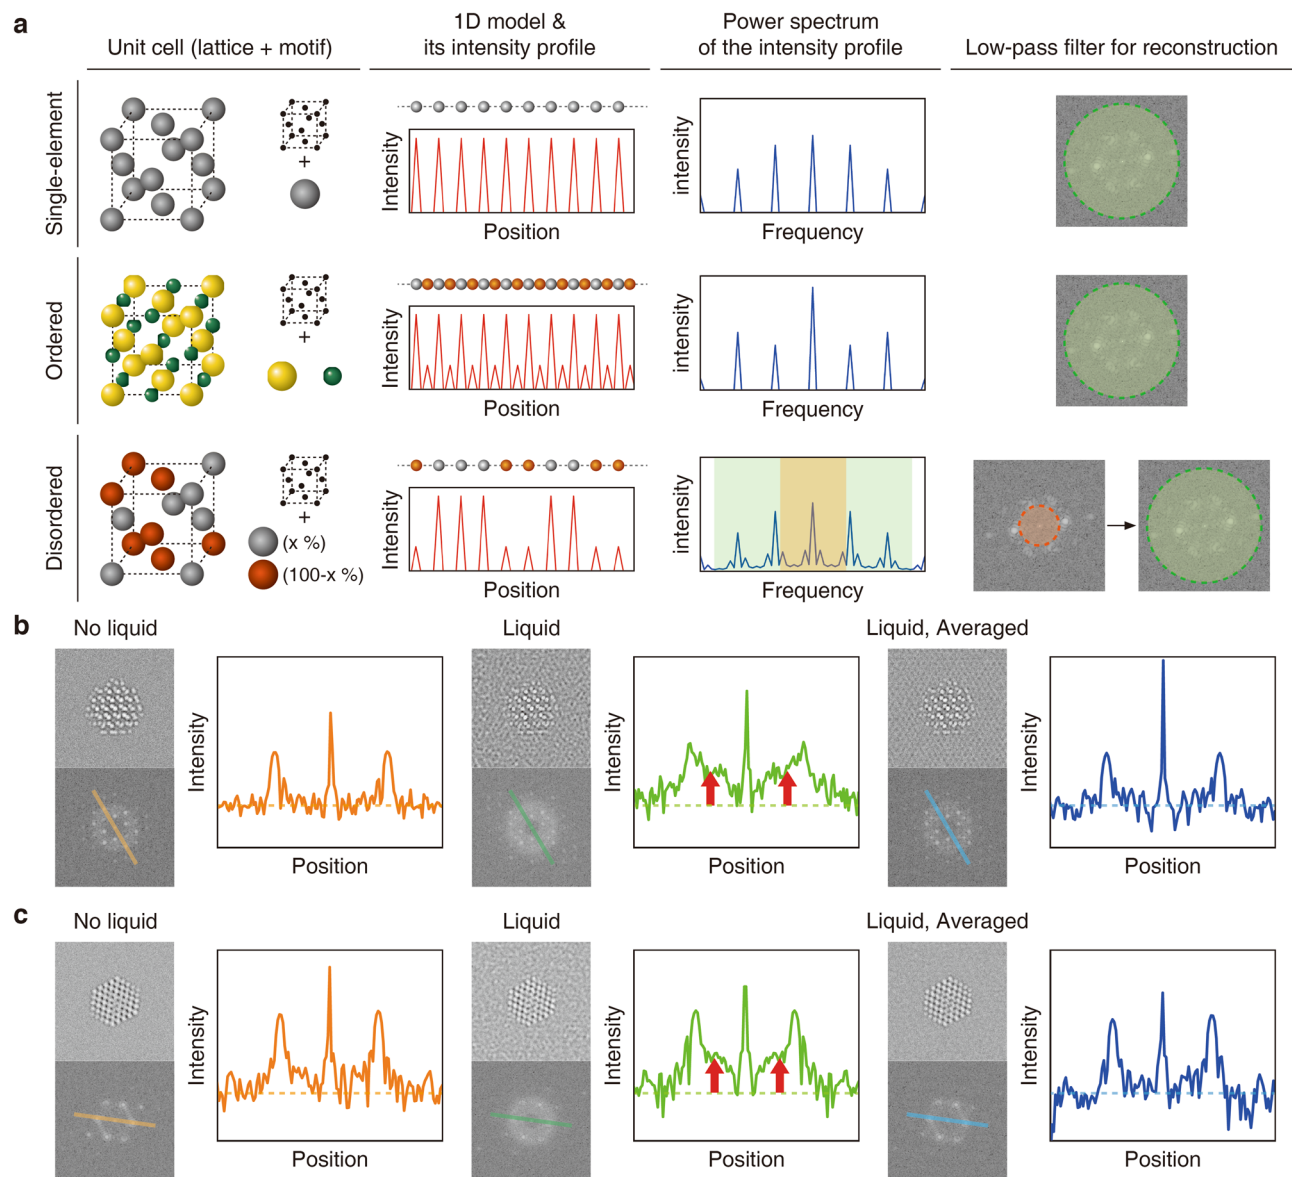 a
Unit cell (lattice + motif)
1D model &
its intensity profile
Power spectrum
of the intensity profile
Low-pass filter for reconstruction
Single-element
+
Intensity
Position
intensity
Frequency
Ordered
+
Intensity
Position
intensity
Frequency
Disordered
+
(x %)
(100-x %)
Intensity
Position
intensity
Frequency
b
No liquid
Intensity
Position
Liquid
Intensity
Position
Liquid, Averaged
Intensity
Position
c
No liquid
Intensity
Position
Liquid
Intensity
Position
Liquid, Averaged
Intensity
Position